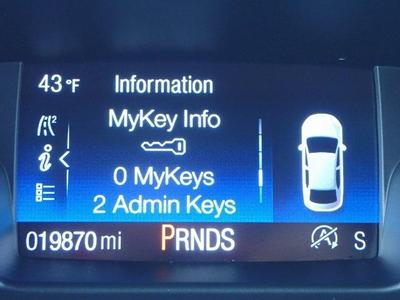 43 °F Information
MyKey Info
0 MyKeys
2 Admin Keys
019870 mi PRNDS S